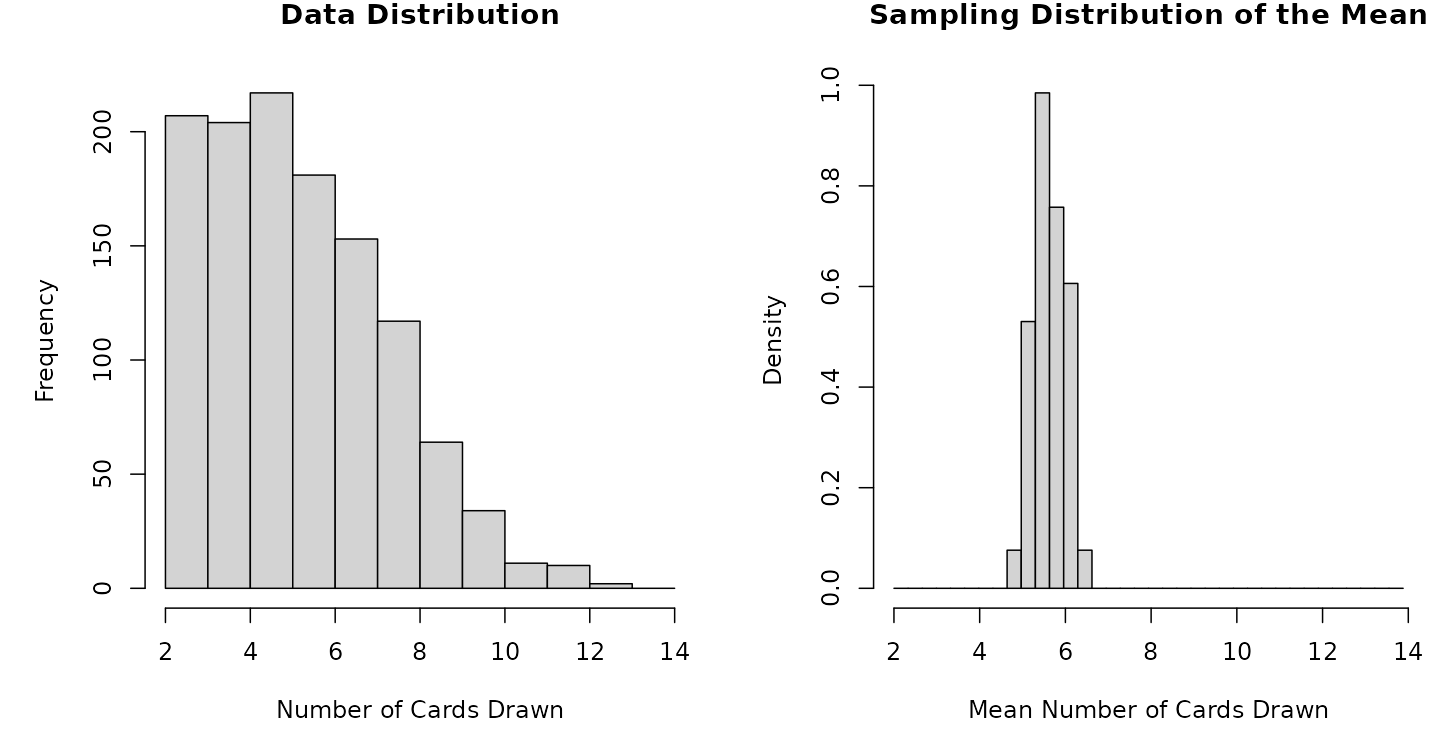 Data Distribution
Frequency
200
150
100
50
0
2 4 6 8 10 12 14
Number of Cards Drawn
Sampling Distribution of the Mean
Density
1.0
0.8
0.6
0.4
0.2
0.0
2 4 6 8 10 12 14
Mean Number of Cards Drawn